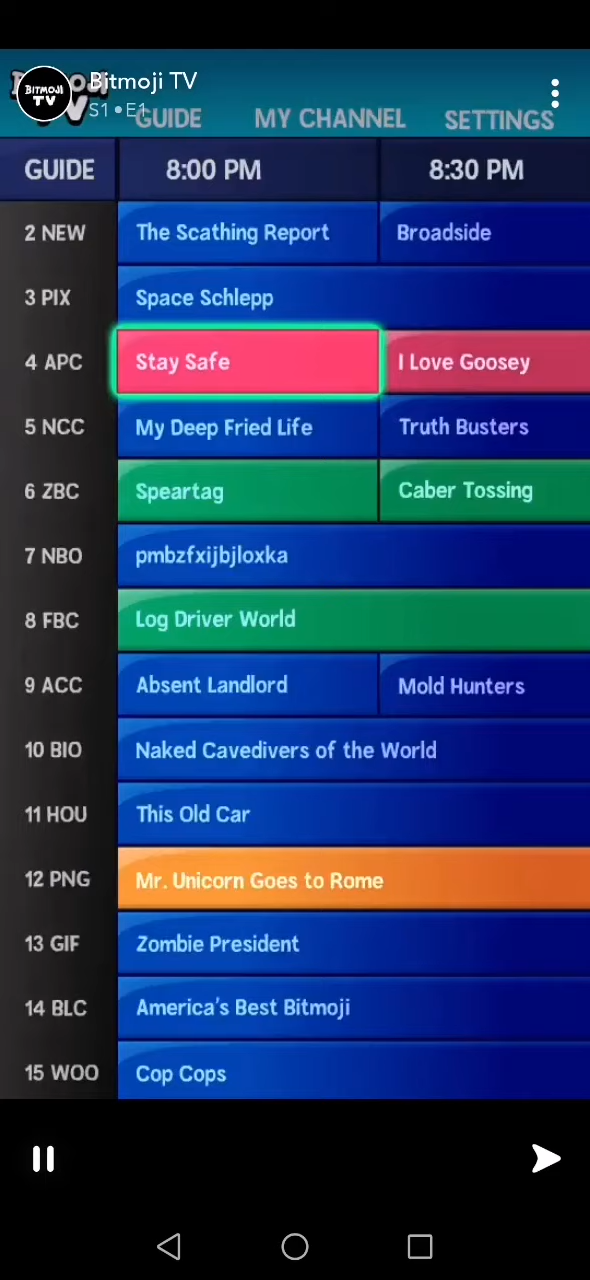 BITMOJI
TV
Bitmoji TV
S1 • E1
GUIDE MY CHANNEL SETTINGS
GUIDE 8:00 PM 8:30 PM
2 NEW The Scathing Report Broadside
3 PIX Space Schlepp
4 APC Stay Safe I Love Goosey
5 NCC My Deep Fried Life Truth Busters
6 ZBC Speartag Caber Tossing
7 NBO pmbzfxijbjloxka
8 FBC Log Driver World
9 ACC Absent Landlord Mold Hunters
10 BIO Naked Cavedivers of the World
11 HOU This Old Car
12 PNG Mr. Unicorn Goes to Rome
13 GIF Zombie President
14 BLC America's Best Bitmoji
15 WOO Cop Cops